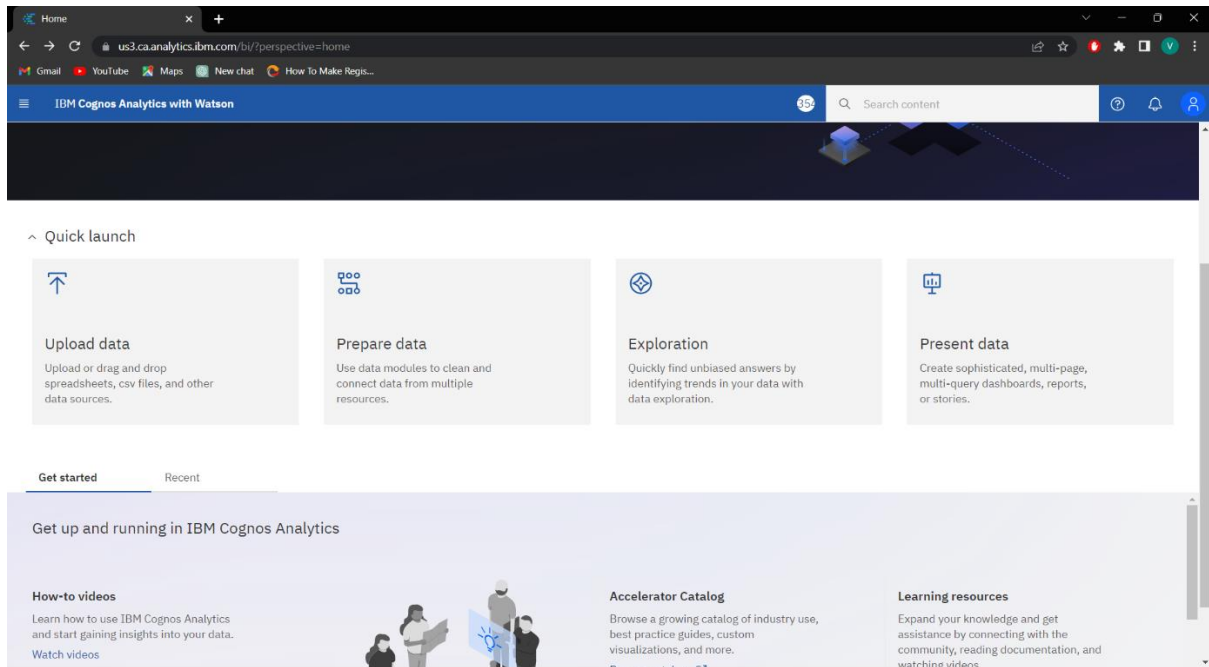 Home
us3.ca.analytics.ibm.com/bi/?perspective=home
Gmail YouTube Maps New chat How To Make Regis...
IBM Cognos Analytics with Watson
Search content
V
Quick launch
Upload data
Upload or drag and drop
spreadsheets, csv files, and other
data sources.
Prepare data
Use data modules to clean and
connect data from multiple
resources.
Exploration
Quickly find unbiased answers by
identifying trends in your data with
data exploration.
Present data
Create sophisticated, multi-page,
multi-query dashboards, reports,
or stories.
Get started Recent
Get up and running in IBM Cognos Analytics
How-to videos
Learn how to use IBM Cognos Analytics
and start gaining insights into your data.
Watch videos
Accelerator Catalog
Browse a growing catalog of industry use,
best practice guides, custom
visualizations, and more.
Learning resources
Expand your knowledge and get
assistance by connecting with the
community, reading documentation, and
watching videos.